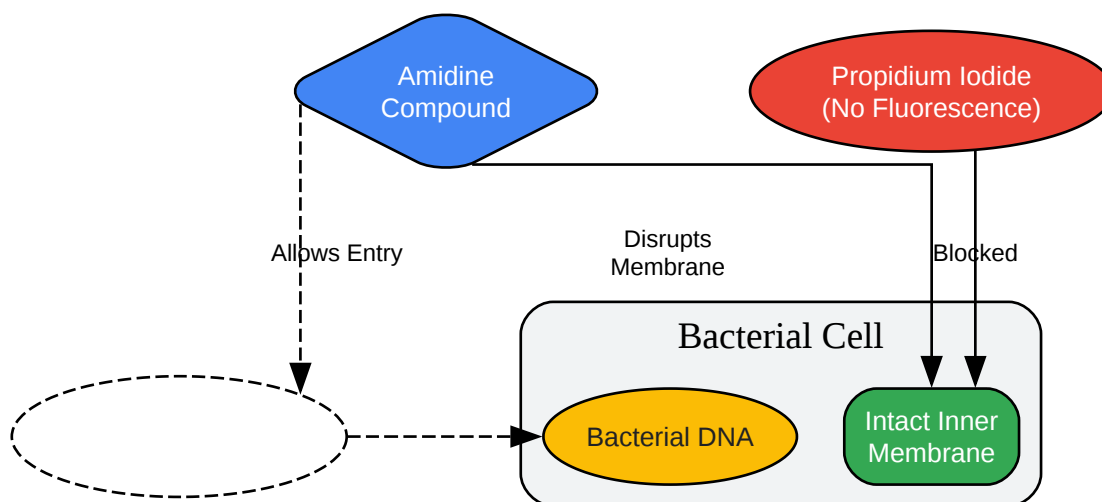 Amidine
Compound
Propidium Iodide
(No Fluorescence)
Allows Entry
Disrupts
Membrane
Blocked
Bacterial Cell
Bacterial DNA
Intact Inner
Membrane